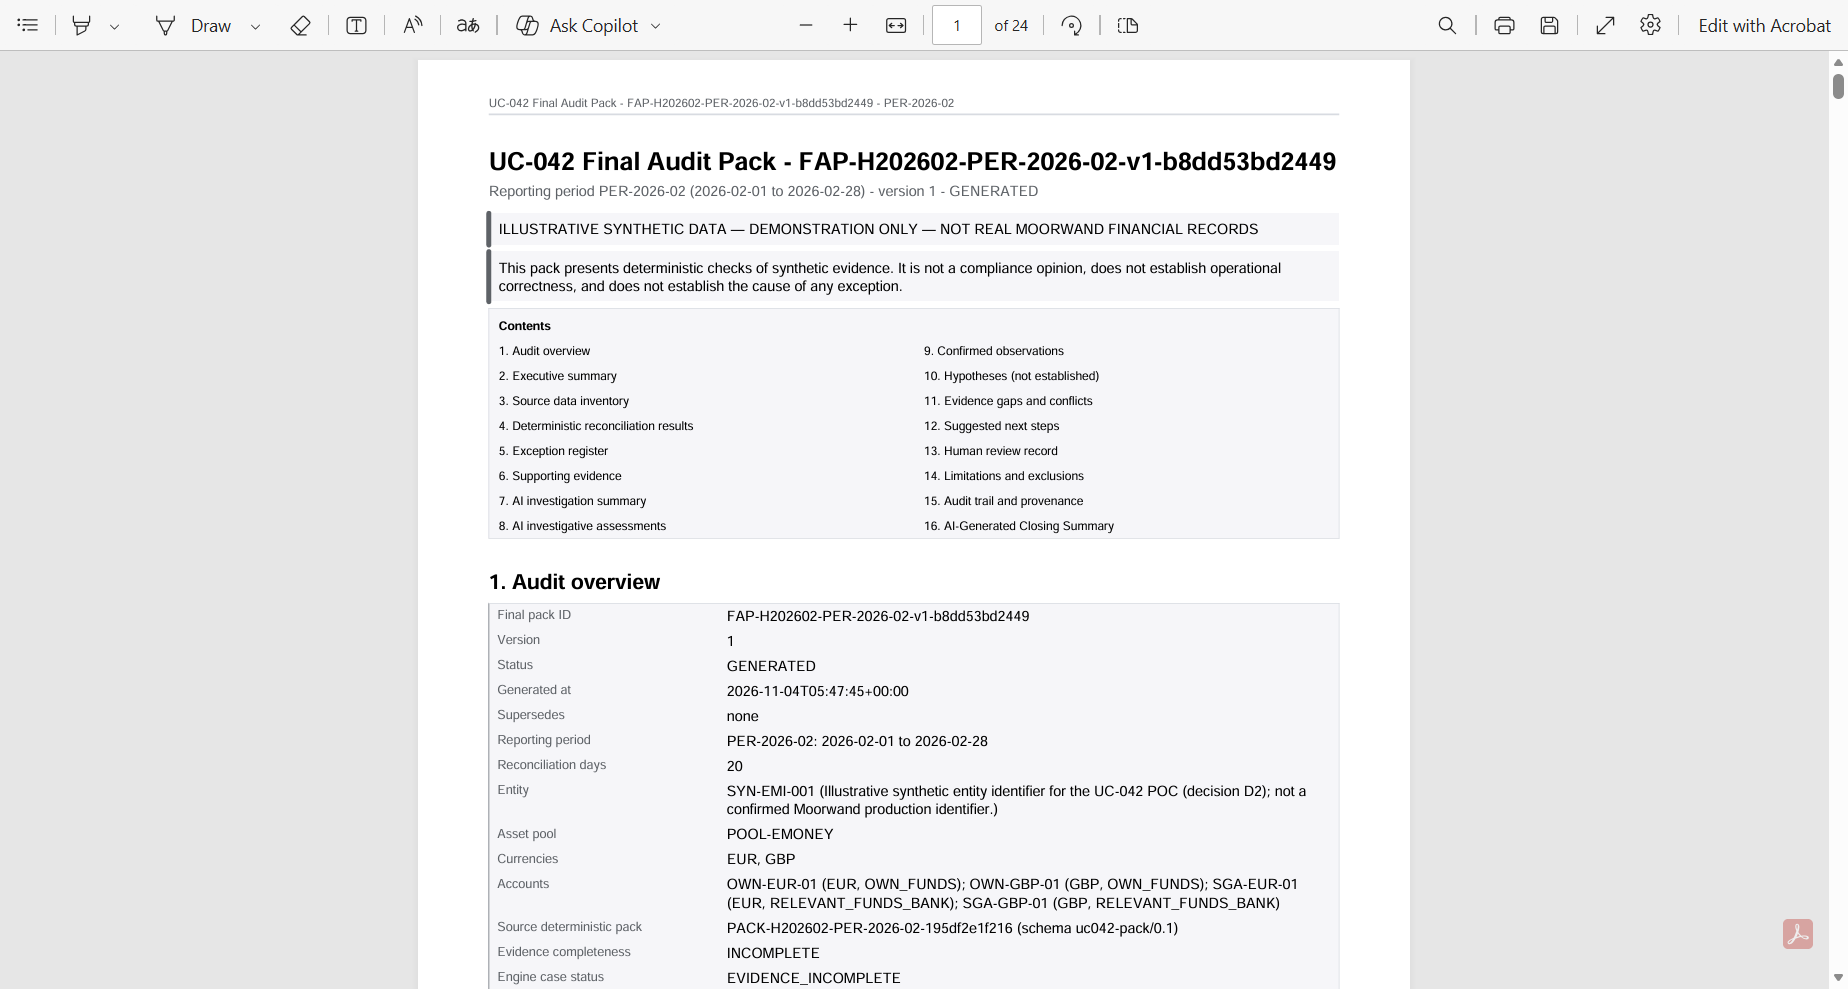 Draw
Ask Copilot
1 of 24
Edit with Acrobat
UC-042 Final Audit Pack - FAP-H202602-PER-2026-02-v1-b8dd53bd2449 - PER-2026-02
UC-042 Final Audit Pack - FAP-H202602-PER-2026-02-v1-b8dd53bd2449
Reporting period PER-2026-02 (2026-02-01 to 2026-02-28) - version 1 - GENERATED
ILLUSTRATIVE SYNTHETIC DATA — DEMONSTRATION ONLY — NOT REAL MOORWAND FINANCIAL RECORDS
This pack presents deterministic checks of synthetic evidence. It is not a compliance opinion, does not establish operational
correctness, and does not establish the cause of any exception.
Contents
1. Audit overview
2. Executive summary
3. Source data inventory
4. Deterministic reconciliation results
5. Exception register
6. Supporting evidence
7. AI investigation summary
8. AI investigative assessments
9. Confirmed observations
10. Hypotheses (not established)
11. Evidence gaps and conflicts
12. Suggested next steps
13. Human review record
14. Limitations and exclusions
15. Audit trail and provenance
16. AI-Generated Closing Summary
1. Audit overview
Final pack ID FAP-H202602-PER-2026-02-v1-b8dd53bd2449
Version 1
Status GENERATED
Generated at 2026-11-04T05:47:45+00:00
Supersedes none
Reporting period PER-2026-02: 2026-02-01 to 2026-02-28
Reconciliation days 20
Entity SYN-EMI-001 (Illustrative synthetic entity identifier for the UC-042 POC (decision D2); not a
confirmed Moorwand production identifier.)
Asset pool POOL-EMONEY
Currencies EUR, GBP
Accounts OWN-EUR-01 (EUR, OWN_FUNDS); OWN-GBP-01 (GBP, OWN_FUNDS); SGA-EUR-01
(EUR, RELEVANT_FUNDS_BANK); SGA-GBP-01 (GBP, RELEVANT_FUNDS_BANK)
Source deterministic pack PACK-H202602-PER-2026-02-195df2e1f216 (schema uc042-pack/0.1)
Evidence completeness INCOMPLETE
Engine case status EVIDENCE_INCOMPLETE